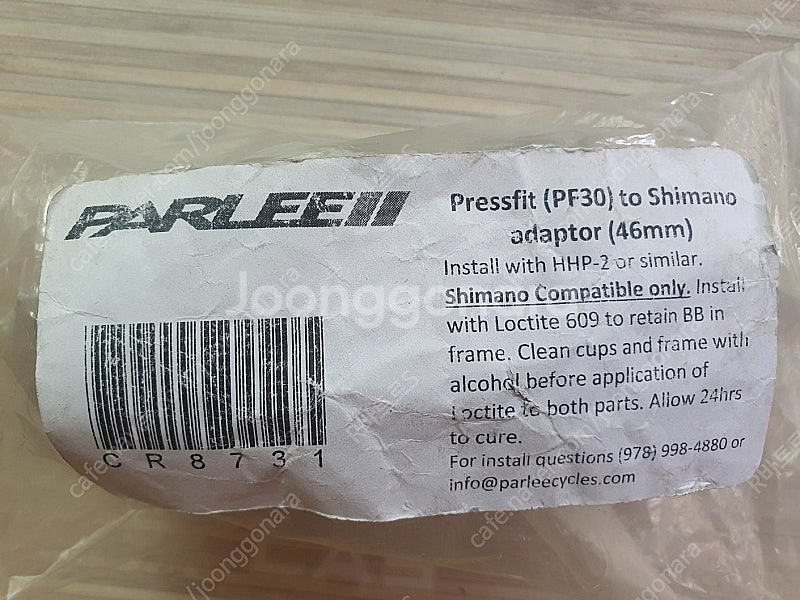 PARLEE
Pressfit (PF30) to Shimano
adaptor (46mm)
Install with HHP-2 or similar.
Shimano Compatible only. Install
with Loctite 609 to retain BB in
frame. Clean cups and frame with
alcohol before application of
Loctite to both parts. Allow 24hrs
to cure.
For install questions (978) 998-4880 or
info@parleecycles.com
CR8731
Joonggonara